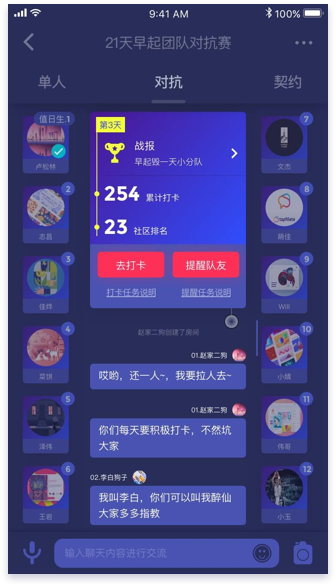 9:41 AM
100%
21天早起团队对抗赛
单人
对抗
契约
值日生.1
卢松林
2
恋磊
3
佳烨
4
菜饼
5
泽伟
6
王岩
第3天
战报
早起毁一天小分队
254 累计打卡
23 社区排名
去打卡
提醒队友
打卡任务说明
提醒任务说明
赵家二狗创建了房间
01.赵家二狗
哎哟，还一人~，我要拉人去~
01.赵家二狗
你们每天要积极打卡，不然坑
大家
02.李白狗子
我叫李白，你们可以叫我醉仙
大家多多指教
7
文杰
8
StepMate
萌佳
9
Will
10
小晴
11
伟哥
12
小玉
输入聊天内容进行交流